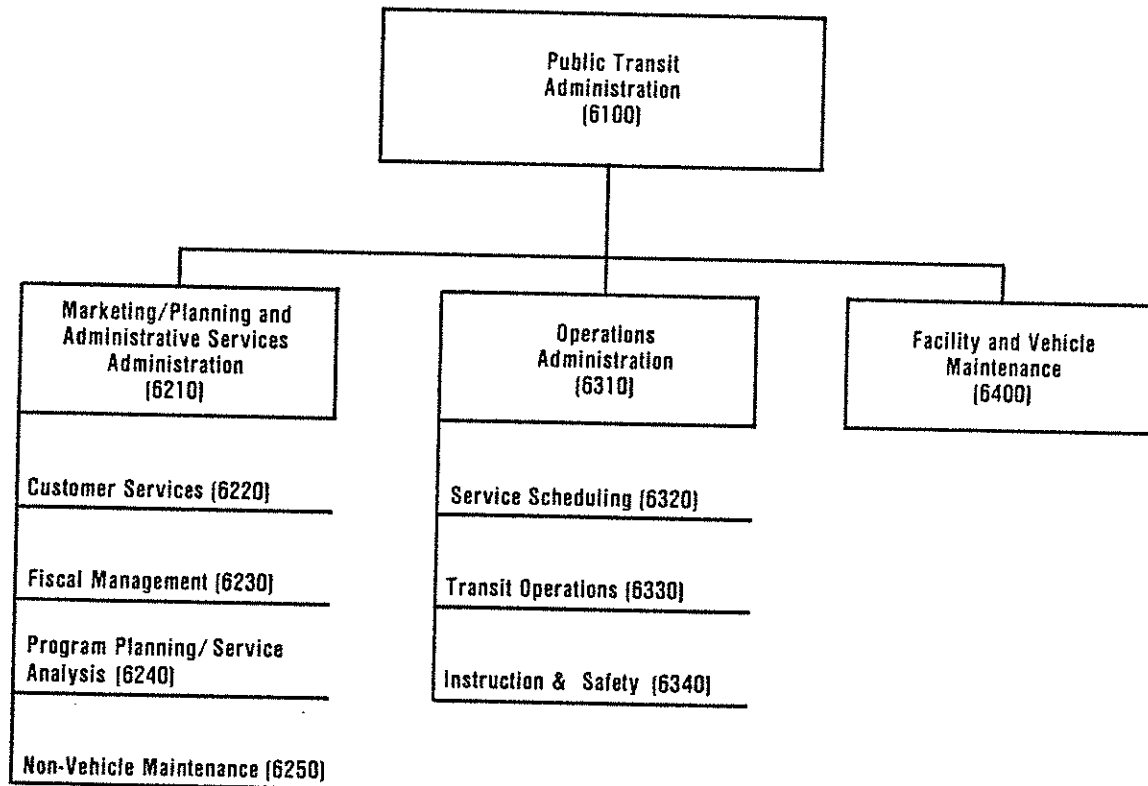 Public Transit
Administration
(6100)
Marketing/Planning and
Administrative Services
Administration
(6210)
Customer Services (6220)
Fiscal Management (6230)
Program Planning/Service
Analysis (6240)
Non-Vehicle Maintenance (6250)
Operations
Administration
(6310)
Service Scheduling (6320)
Transit Operations (6330)
Instruction & Safety (6340)
Facility and Vehicle
Maintenance
(6400)